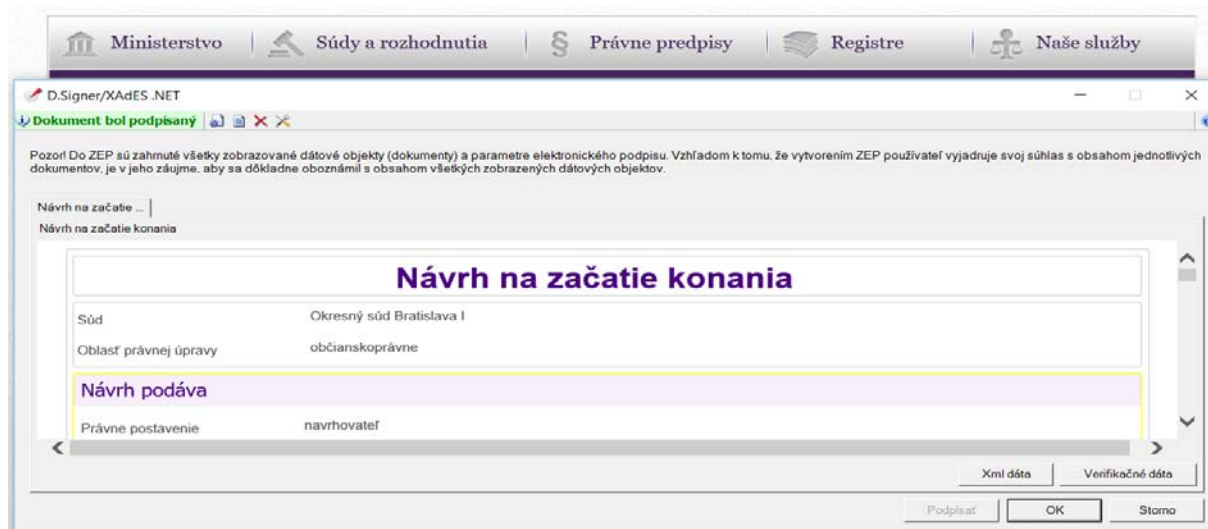 Ministerstvo
Súdy a rozhodnutia
§ Právne predpisy
Registre
Naše služby
D.Signer/XAdES .NET
Dokument bol podpísaný
Pozor! Do ZEP sú zahrnuté všetky zobrazované dátové objekty (dokumenty) a parametre elektronického podpisu. Vzhľadom k tomu, že vytvorením ZEP používateľ vyjadruje svoj súhlas s obsahom jednotlivých
dokumentov, je v jeho záujme, aby sa dôkladne oboznámil s obsahom všetkých zobrazených dátových objektov.
Návrh na začatie ...
Návrh na začatie konania
Návrh na začatie konania
Súd Okresný súd Bratislava I
Oblasť právnej úpravy občianskoprávne
Návrh podáva
Právne postavenie navrhovateľ
Xml dáta Verifikačné dáta
Podpísať OK Storno